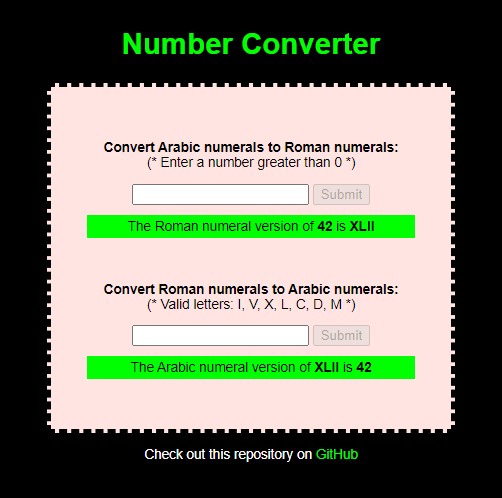 Number Converter
Convert Arabic numerals to Roman numerals:
(* Enter a number greater than 0 *)
Submit
The Roman numeral version of 42 is XLII
Convert Roman numerals to Arabic numerals:
(* Valid letters: I, V, X, L, C, D, M *)
Submit
The Arabic numeral version of XLII is 42
Check out this repository on GitHub